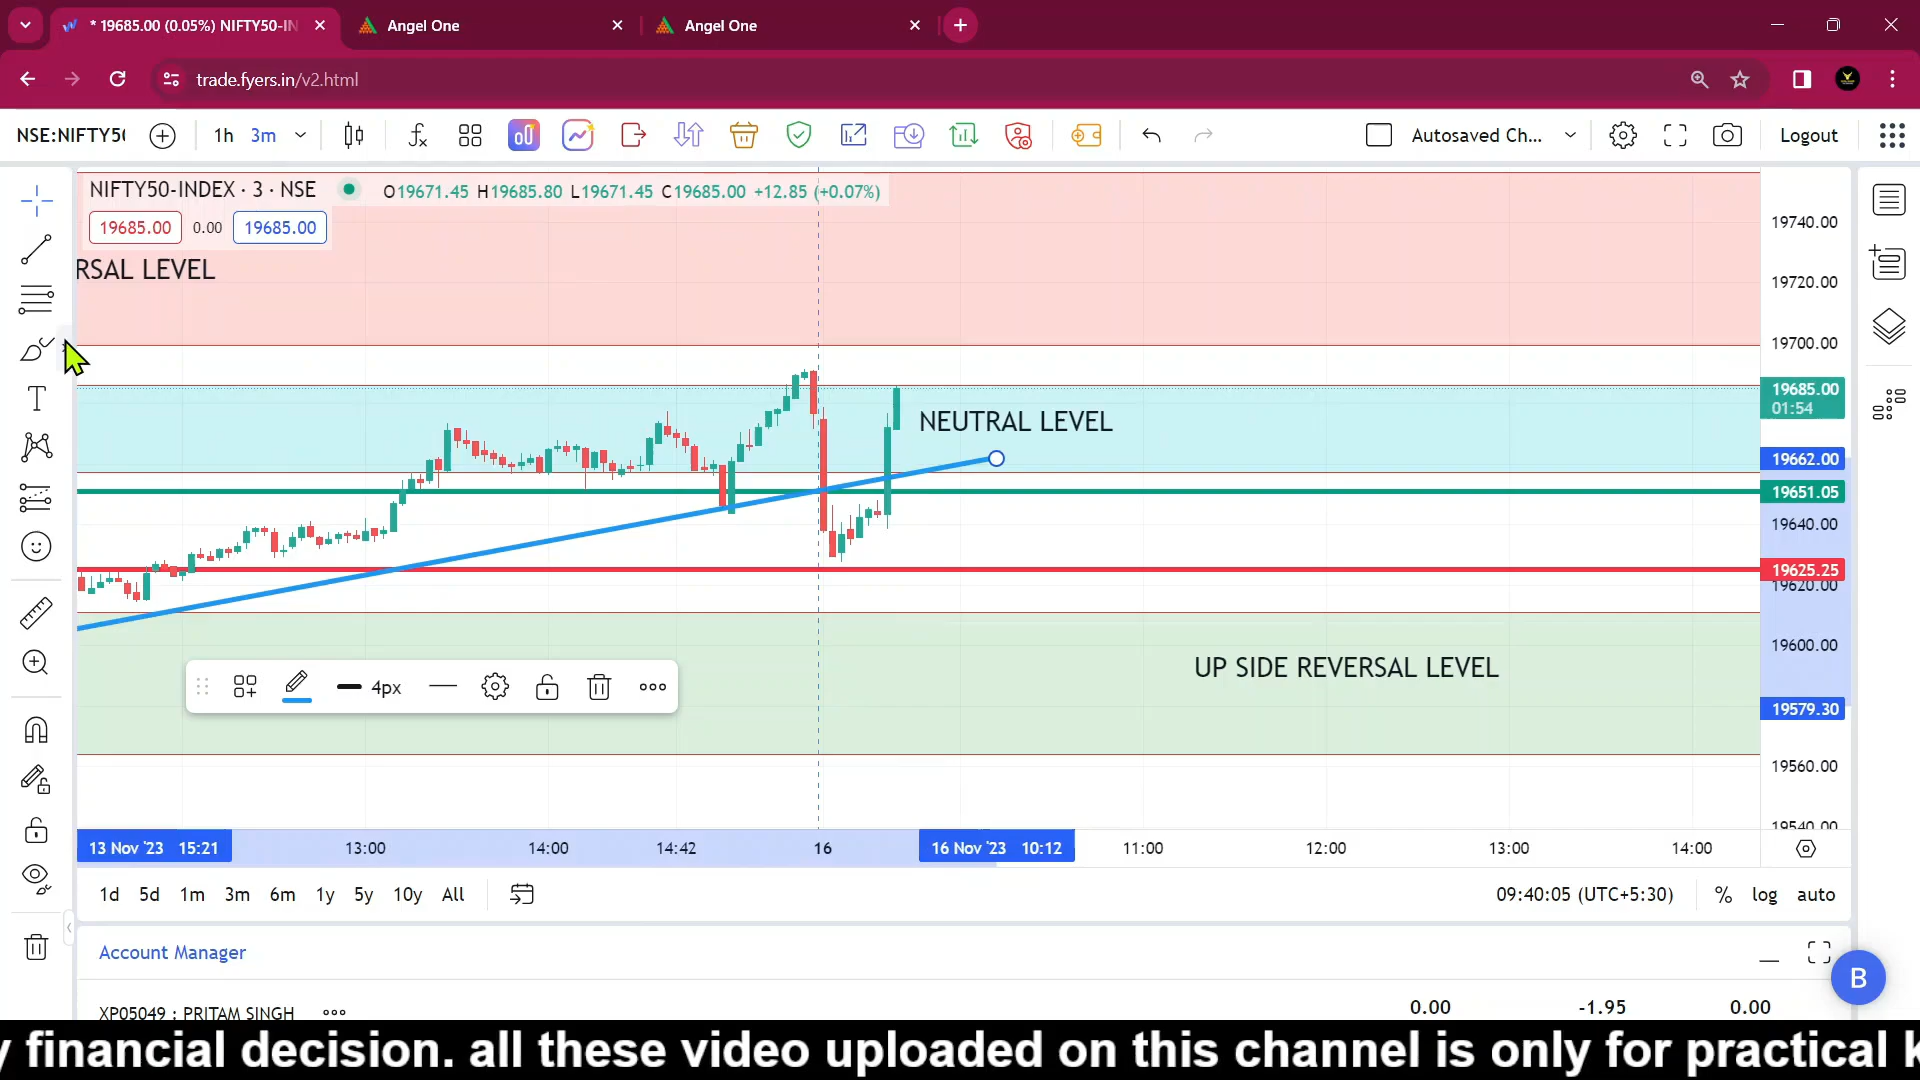 * 19685.00 (0.05%) NIFTY50-IN
Angel One
Angel One
trade.fyers.in/v2.html
NSE:NIFTY50
1h 3m
Autosaved Ch...
Logout
NIFTY50-INDEX · 3 · NSE
O19671.45 H19685.80 L19671.45 C19685.00 +12.85 (+0.07%)
19685.00 0.00 19685.00
RSAL LEVEL
NEUTRAL LEVEL
UP SIDE REVERSAL LEVEL
19740.00
19720.00
19700.00
19685.00
01:54
19662.00
19651.05
19640.00
19625.25
19620.00
19600.00
19579.30
19560.00
19540.00
4px
13 Nov '23 15:21 13:00 14:00 14:42 16 16 Nov '23 10:12 11:00 12:00 13:00 14:00
1d 5d 1m 3m 6m 1y 5y 10y All
09:40:05 (UTC+5:30) % log auto
Account Manager
B
XP05049 : PRITAM SINGH
0.00 -1.95 0.00
y financial decision. all these video uploaded on this channel is only for practical k